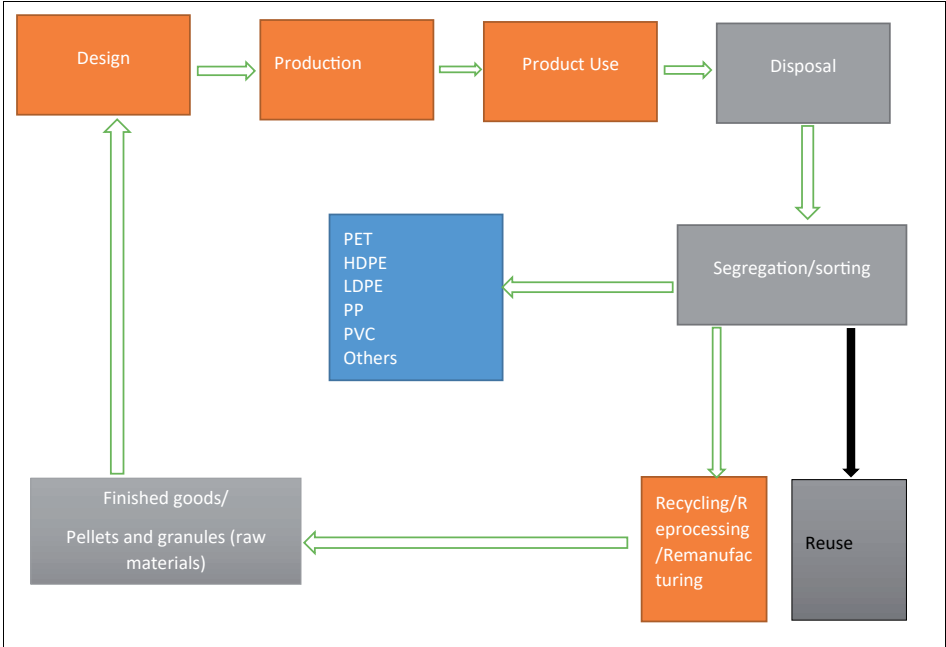 Design
Production
Product Use
Disposal
Segregation/sorting
PET
HDPE
LDPE
PP
PVC
Others
Recycling/R
eprocessing
/Remanufac
turing
Reuse
Finished goods/
Pellets and granules (raw
materials)